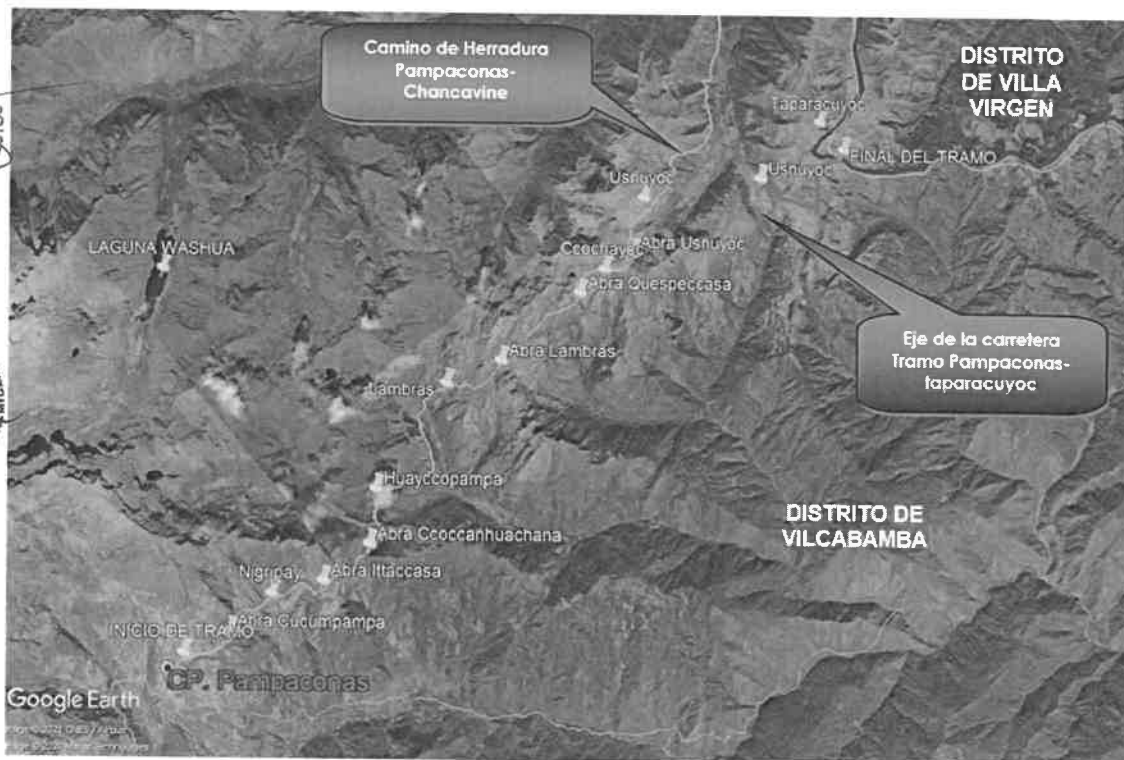 Camino de Herradura
Pampaconas-
Chancavine
DISTRITO
DE VILLA
VIRGEN
Taparacuyoc
FINAL DEL TRAMO
Usnuyoc
Usnuyoc
LAGUNA WASHUA
Abra Usnuyoc
Ccochayoc
Abra Quespeccasa
Eje de la carretera
Tramo Pampaconas-
taparacuyoc
Abra Lambras
Lambras
Huayccopampa
DISTRITO DE
VILCABAMBA
Abra Ccoccanhuachana
Nigripay
Abra Ittaccasa
Abra Cucumpampa
INICIO DE TRAMO
CP. Pampaconas
Google Earth